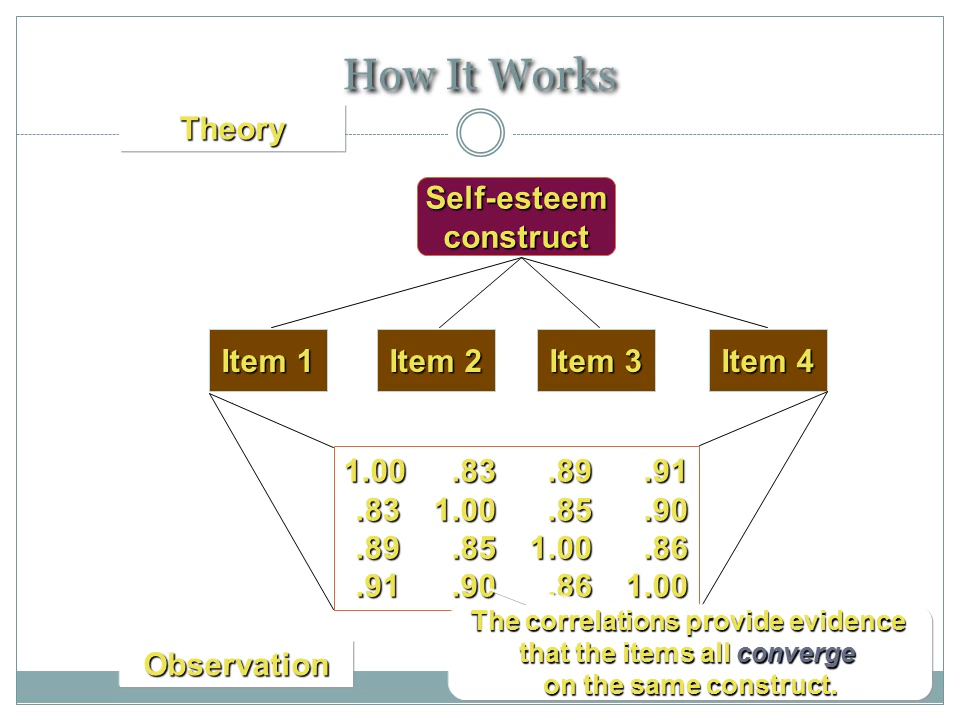 How It Works
Theory
Self-esteem
construct
Item 1 Item 2 Item 3 Item 4
1.00 .83 .89 .91
.83 1.00 .85 .90
.89 .85 1.00 .86
.91 .90 .86 1.00
The correlations provide evidence
that the items all converge
on the same construct.
Observation